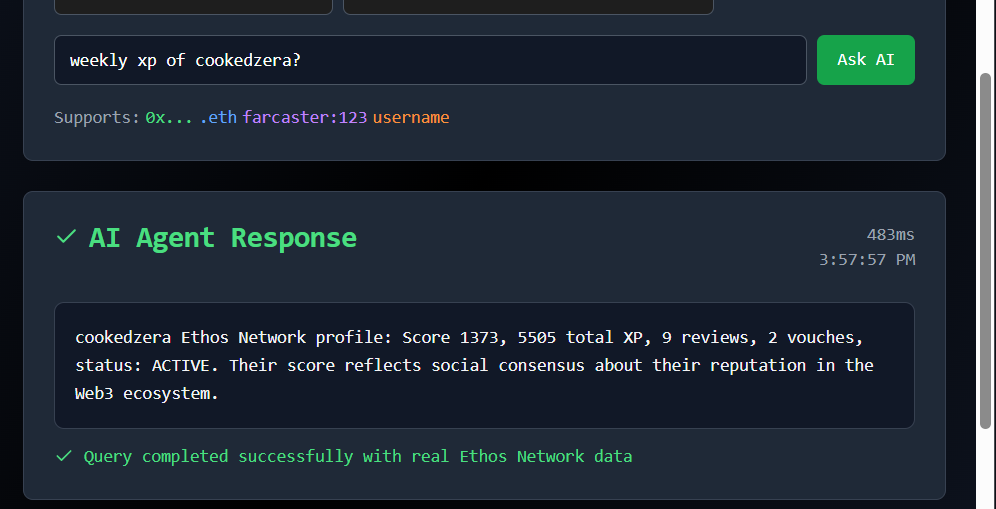 weekly xp of cookedzera?
Ask AI
Supports: 0x... .eth farcaster:123 username
AI Agent Response
483ms
3:57:57 PM
cookedzera Ethos Network profile: Score 1373, 5505 total XP, 9 reviews, 2 vouches,
status: ACTIVE. Their score reflects social consensus about their reputation in the
Web3 ecosystem.
Query completed successfully with real Ethos Network data